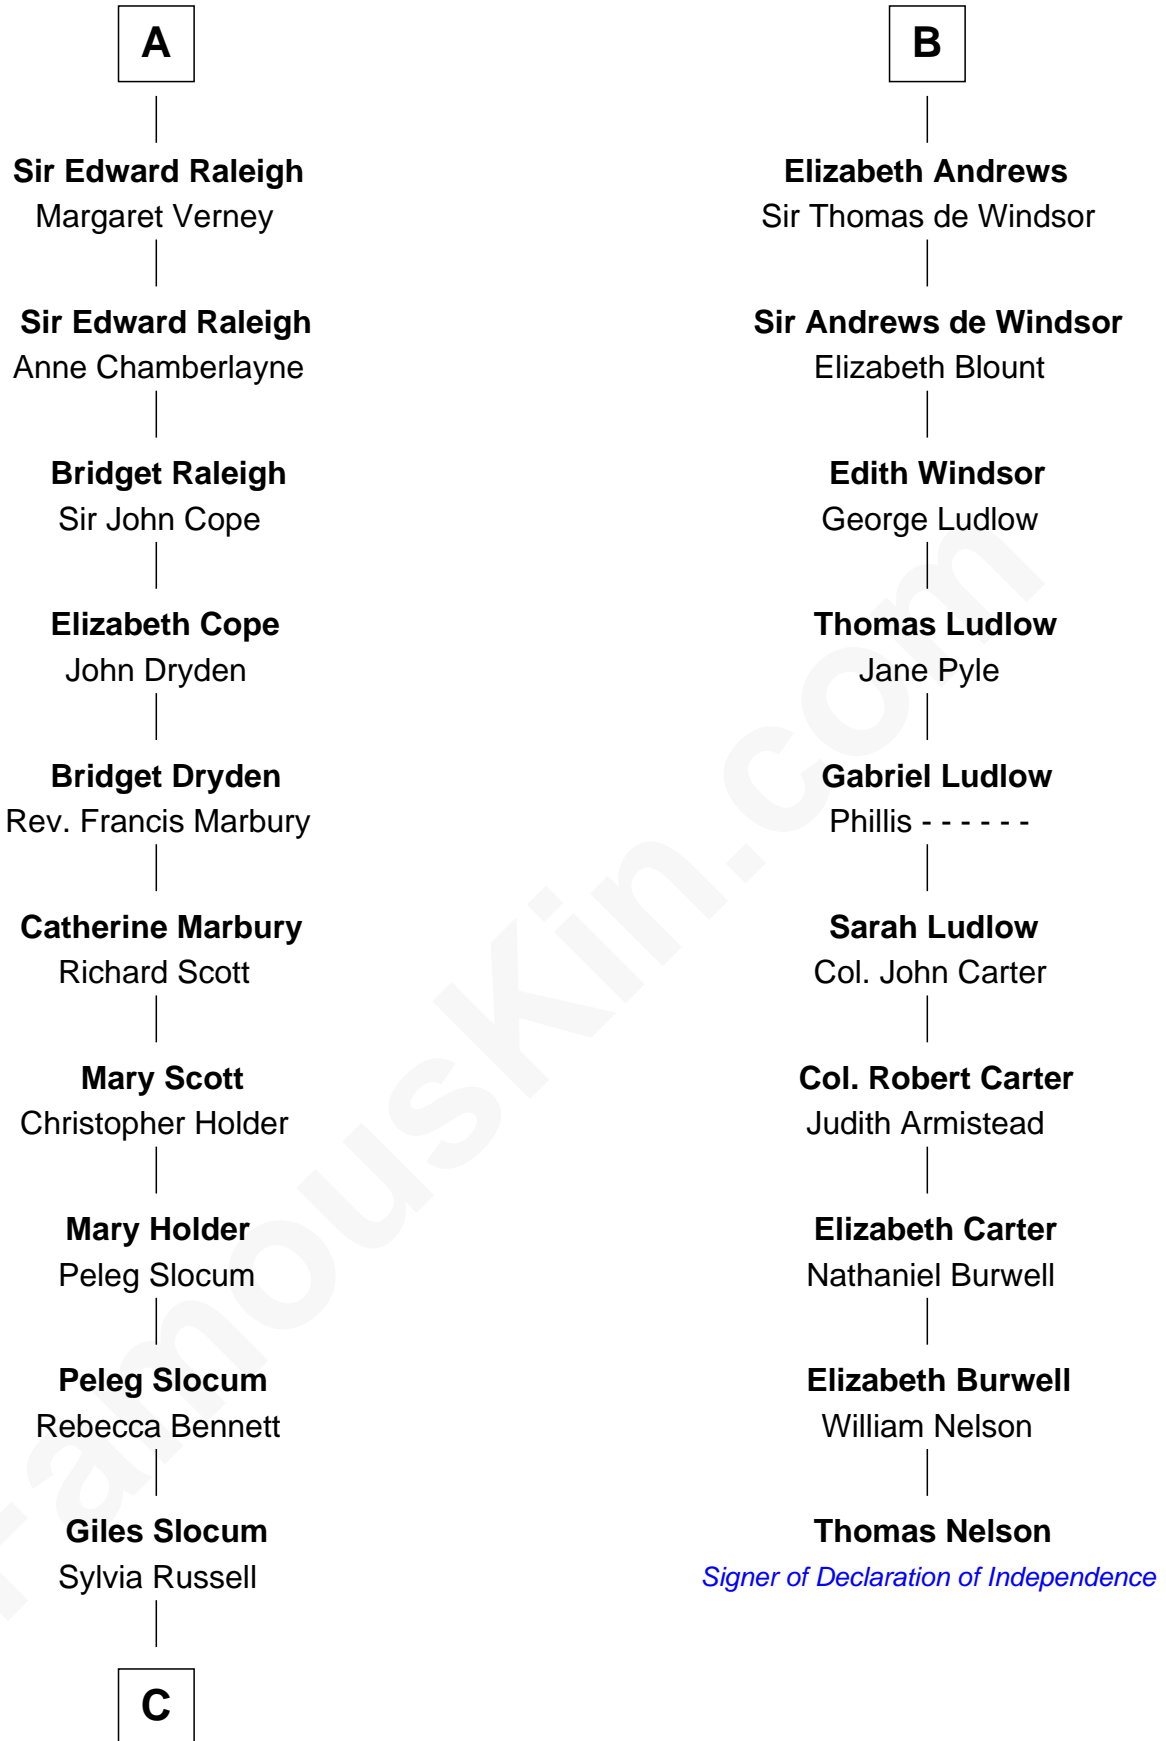 A
Sir Edward Raleigh
Margaret Verney
Sir Edward Raleigh
Anne Chamberlayne
Bridget Raleigh
Sir John Cope
Elizabeth Cope
John Dryden
Bridget Dryden
Rev. Francis Marbury
Catherine Marbury
Richard Scott
Mary Scott
Christopher Holder
Mary Holder
Peleg Slocum
Peleg Slocum
Rebecca Bennett
Giles Slocum
Sylvia Russell
C
B
Elizabeth Andrews
Sir Thomas de Windsor
Sir Andrews de Windsor
Elizabeth Blount
Edith Windsor
George Ludlow
Thomas Ludlow
Jane Pyle
Gabriel Ludlow
Phillis - - - - - -
Sarah Ludlow
Col. John Carter
Col. Robert Carter
Judith Armistead
Elizabeth Carter
Nathaniel Burwell
Elizabeth Burwell
William Nelson
Thomas Nelson
Signer of Declaration of Independence
FamousKin.com